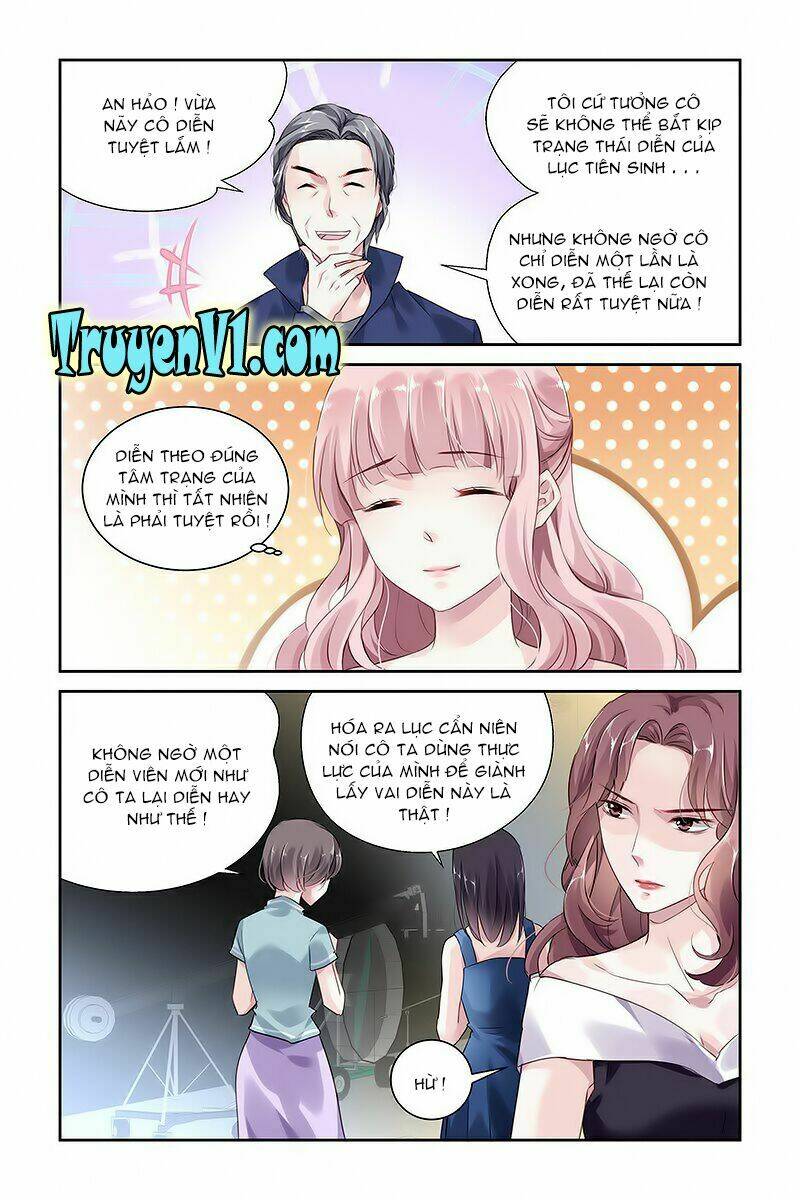 AN HẢO ! VỪA
NÃY CÔ DIỄN
TUYỆT LẮM !
TÔI CỨ TƯỞNG CÔ
SẼ KHÔNG THỂ BẮT KỊP
TRẠNG THÁI DIỄN CỦA
LỤC TIÊN SINH . . .
NHƯNG KHÔNG NGỜ CÔ
CHỈ DIỄN MỘT LẦN LÀ
XONG, ĐÃ THẾ LẠI CÒN
DIỄN RẤT TUYỆT NỮA !
TruyenV1.com
DIỄN THEO ĐÚNG
TÂM TRẠNG CỦA
MÌNH THÌ TẤT NHIÊN
LÀ PHẢI TUYỆT RỒI !
KHÔNG NGỜ MỘT
DIỄN VIÊN MỚI NHƯ
CÔ TA LẠI DIỄN HAY
NHƯ THẾ !
HÓA RA LỤC CẨN NIÊN
NÓI CÔ TA DÙNG THỰC
LỰC CỦA MÌNH ĐỂ GIÀNH
LẤY VAI DIỄN NÀY LÀ
THẬT !
HỪ !